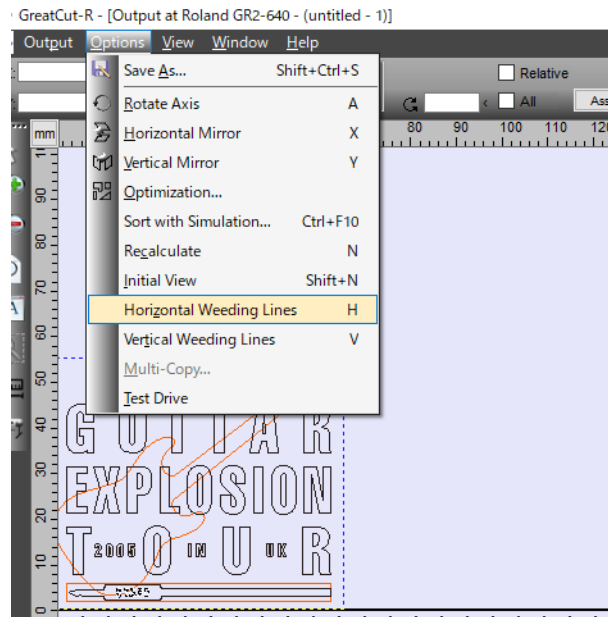 GreatCut-R - [Output at Roland GR2-640 - (untitled - 1)]
Output Options View Window Help
Save As... Shift+Ctrl+S
Relative
Rotate Axis A
All
Horizontal Mirror X
mm
80 90 100 110
Vertical Mirror Y
Optimization...
90
Sort with Simulation... Ctrl+F10
80
Recalculate N
Initial View Shift+N
70
Horizontal Weeding Lines H
60
Vertical Weeding Lines V
Multi-Copy...
50
Test Drive
40
GUITAR
30
EXPLOSION
20
TOUR
2005 IN UK
10
0